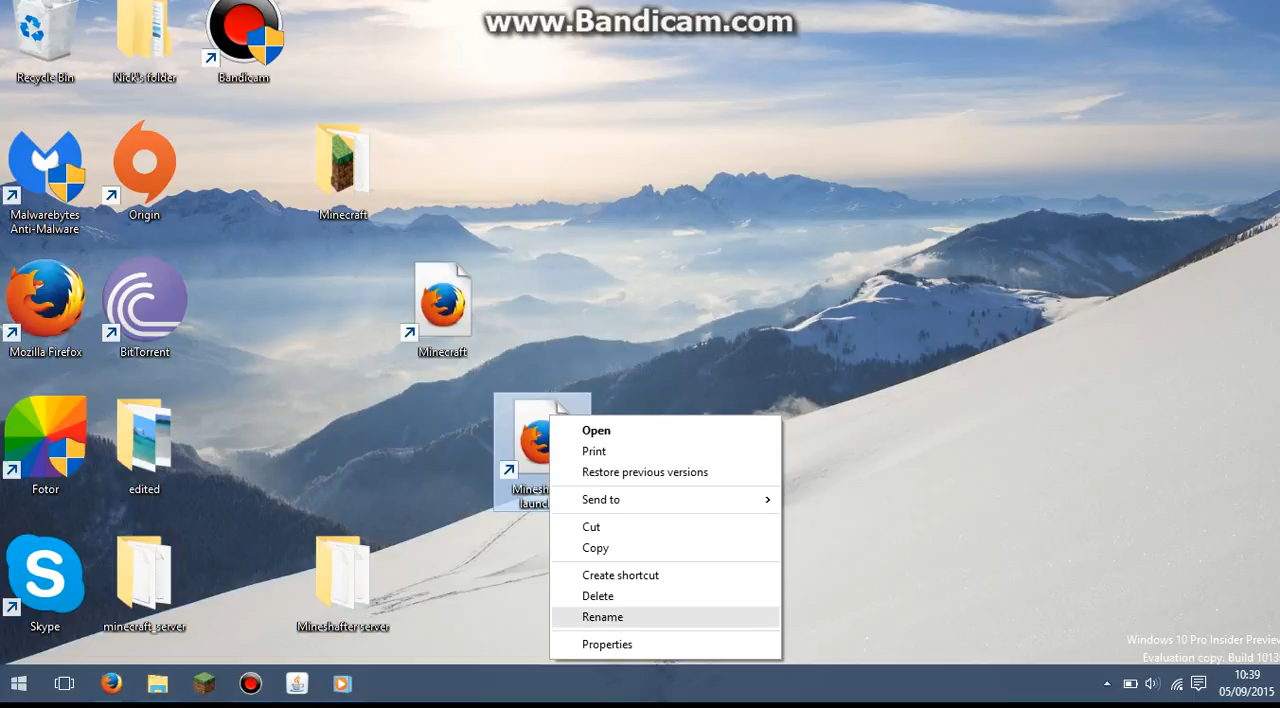 www.Bandicam.com
Recycle Bin
Nick's folder
Bandicam
Malwarebytes
Anti-Malware
Origin
Minecraft
Mozilla Firefox
BitTorrent
Minecraft
Fotor
edited
Skype
minecraft_server
Mineshafter server
Open
Print
Restore previous versions
Send to
Cut
Copy
Create shortcut
Delete
Rename
Properties
Windows 10 Pro Insider Preview
Evaluation copy. Build 1013
10:39
05/09/2015